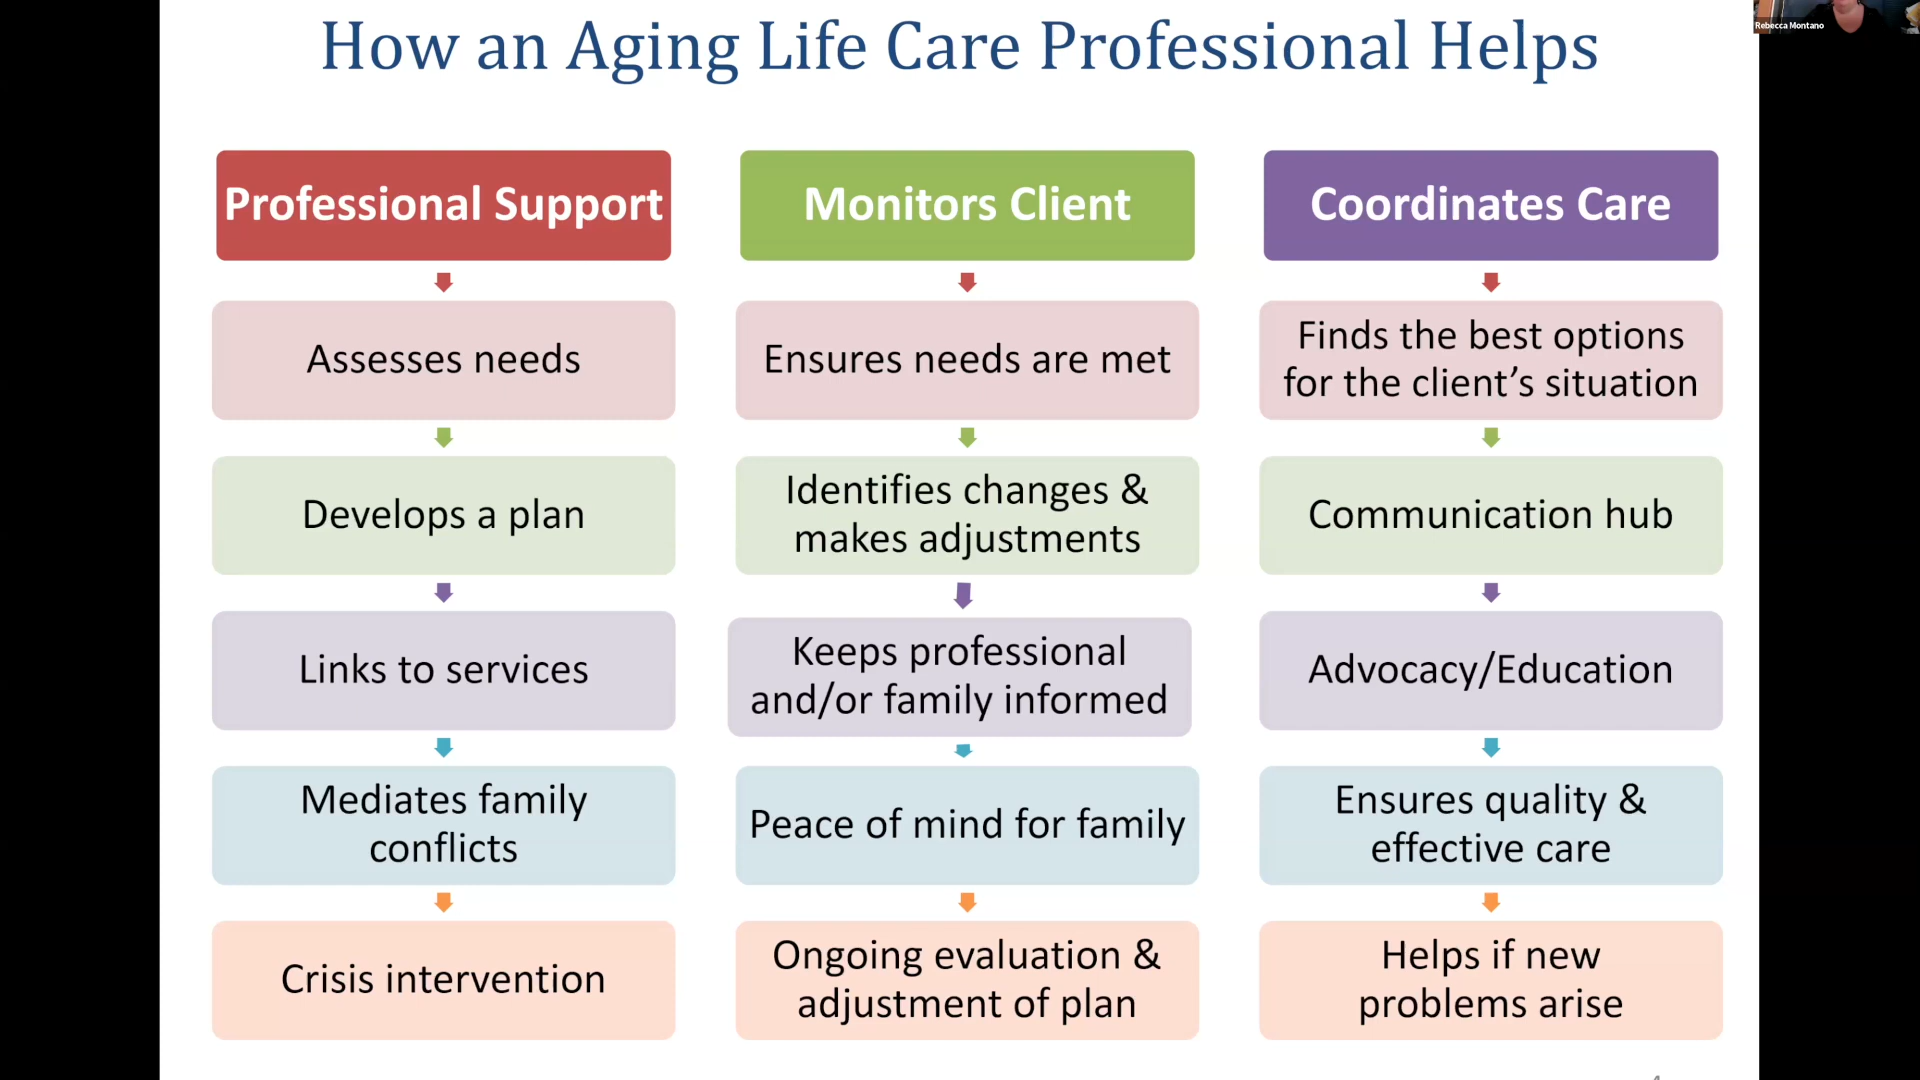 How an Aging Life Care Professional Helps
Rebecca Montano
Professional Support
Assesses needs
Develops a plan
Links to services
Mediates family
conflicts
Crisis intervention
Monitors Client
Ensures needs are met
Identifies changes &
makes adjustments
Keeps professional
and/or family informed
Peace of mind for family
Ongoing evaluation &
adjustment of plan
Coordinates Care
Finds the best options
for the client’s situation
Communication hub
Advocacy/Education
Ensures quality &
effective care
Helps if new
problems arise